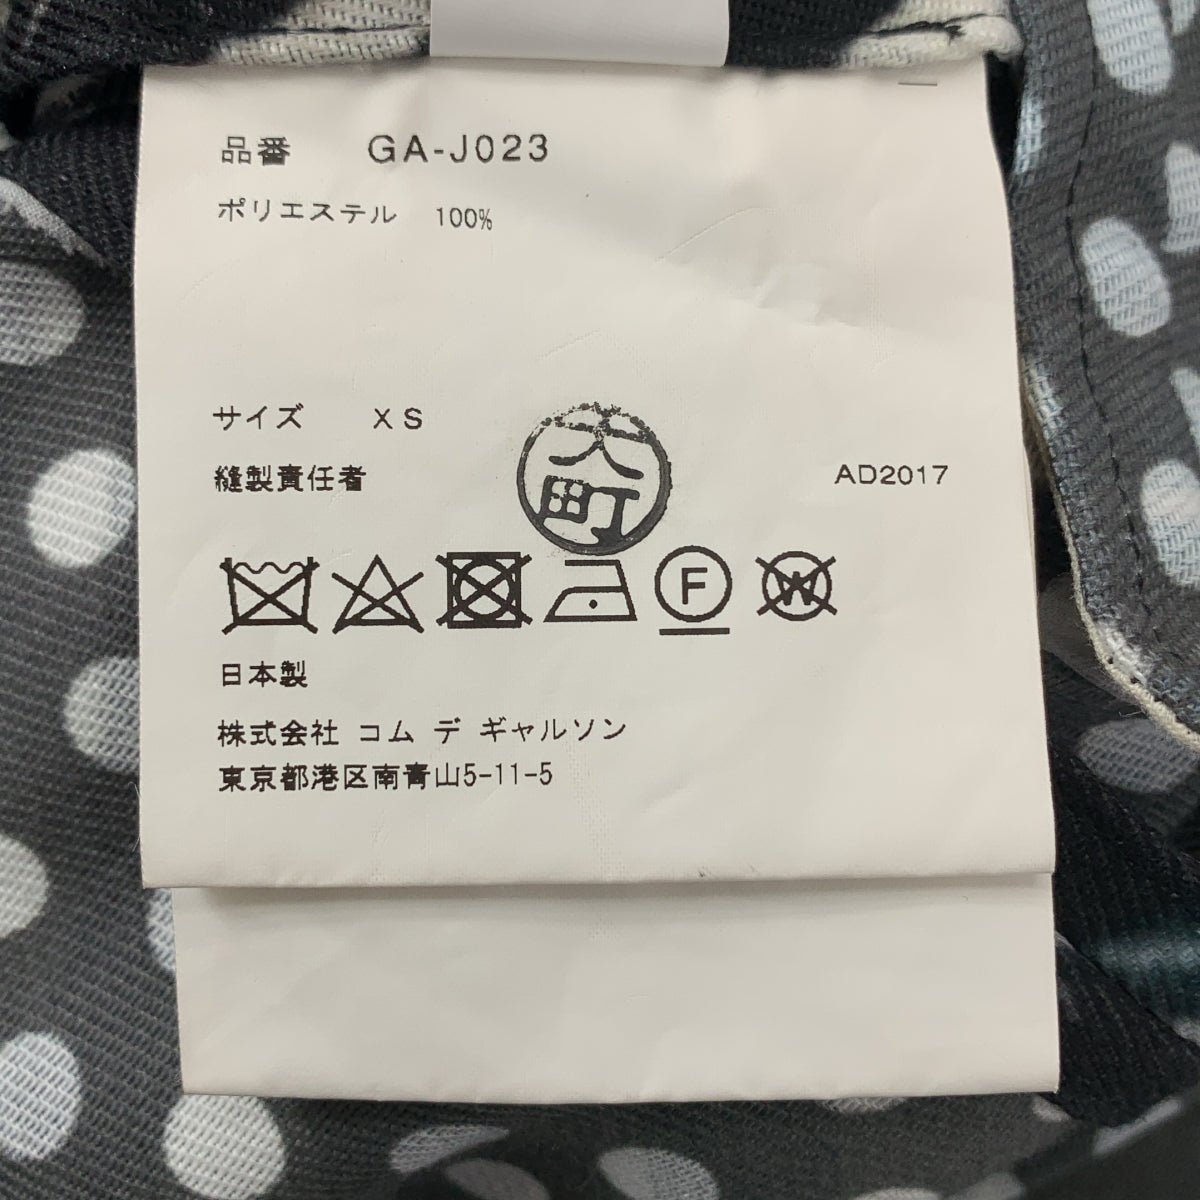 品番 GA-J023
ポリエステル 100%
サイズ XS
縫製責任者 大町 AD2017
F W
日本製
株式会社 コム デ ギャルソン
東京都港区南青山5-11-5